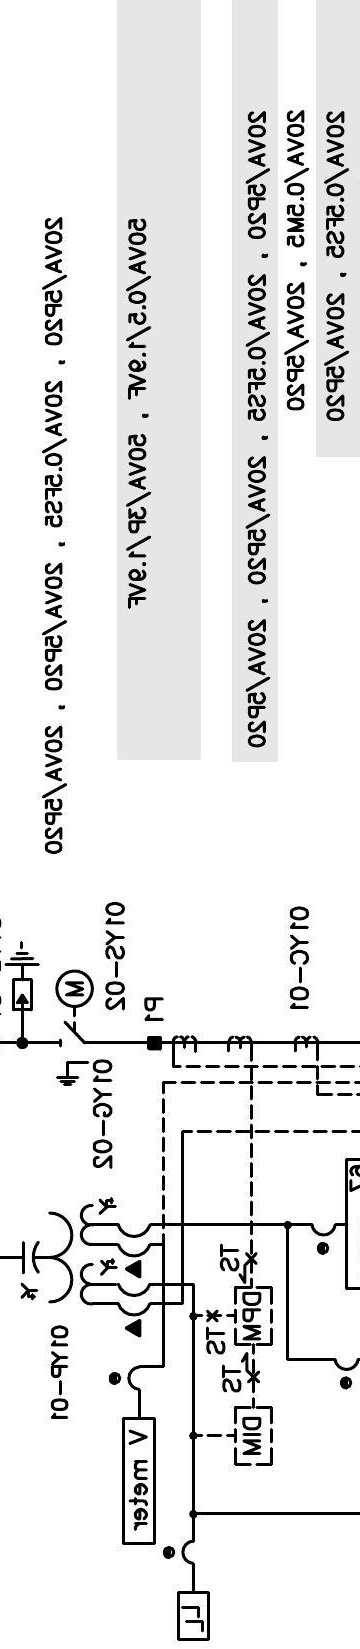 20VA/5P20 , 20VA/0.5FS5 , 20VA/5P20 , 20VA/5P20
50VA/0.5/1.9VF , 50VA/3P/1.9VF
20VA/5P20 , 20VA/0.5FS5 , 20VA/5P20 , 20VA/5P20
20VA/0.5M5 , 20VA/5P20
20VA/0.5FS5 , 20VA/5P20
01YS-02
01YC-01
M
P1
01YG-02
01YP-01
TS
DPM
TS
TS
DIM
V meter